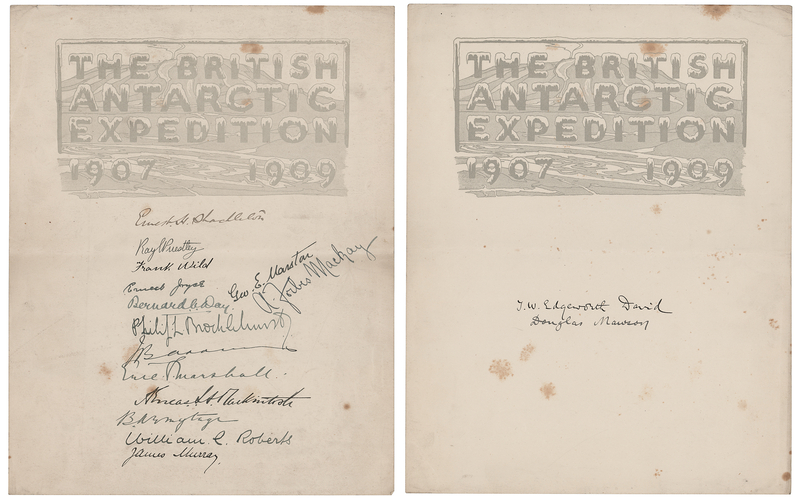 THE BRITISH
ANTARCTIC
EXPEDITION
1907 1909
Ernest H. Shackleton
Raymond Priestley
Frank Wild
Ernest Joyce
Geo. E. Marston
A. Forbes Mackay
Bernard C. Day
Philip L Brocklehurst
Eric S. Marshall.
Aeneas L. A. Mackintosh
B. Armytage
William C. Roberts
James Murray
THE BRITISH
ANTARCTIC
EXPEDITION
1907 1909
T. W. Edgeworth David
Douglas Mawson